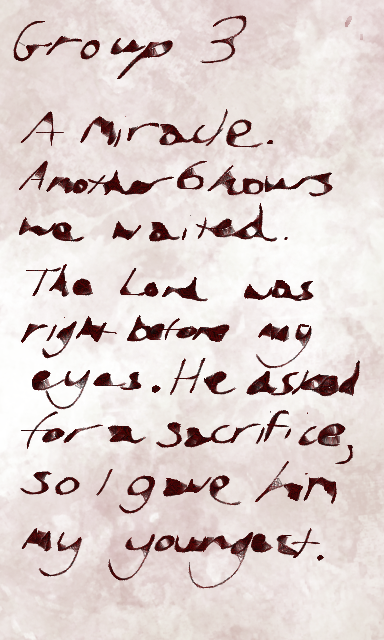 Group 3
A Miracle.
Another 6 hours
we waited.
The Lord was
right before my
eyes. He asked
for a sacrifice,
so I gave him
my youngest.